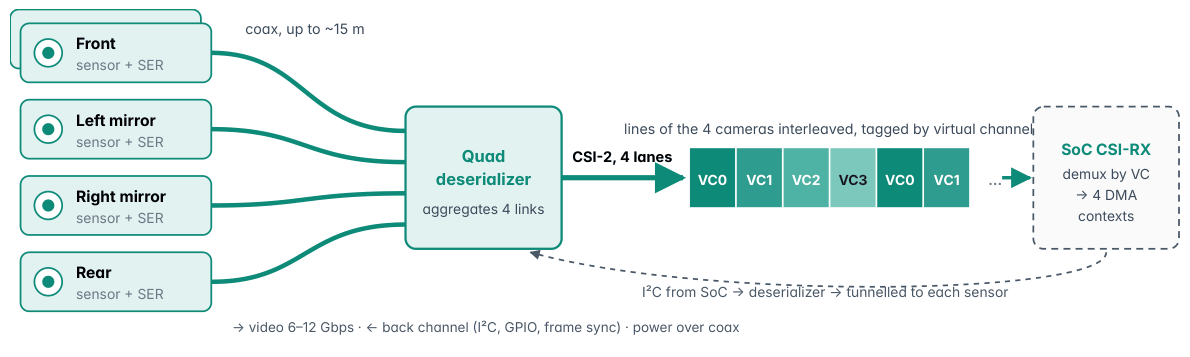 coax, up to ~15 m
Front
sensor + SER
Left mirror
sensor + SER
Right mirror
sensor + SER
Rear
sensor + SER
Quad
deserializer
aggregates 4 links
CSI-2, 4 lanes
lines of the 4 cameras interleaved, tagged by virtual channel
VC0 VC1 VC2 VC3 VC0 VC1 ...
SoC CSI-RX
demux by VC
→ 4 DMA
contexts
I²C from SoC → deserializer → tunnelled to each sensor
→ video 6–12 Gbps · ← back channel (I²C, GPIO, frame sync) · power over coax